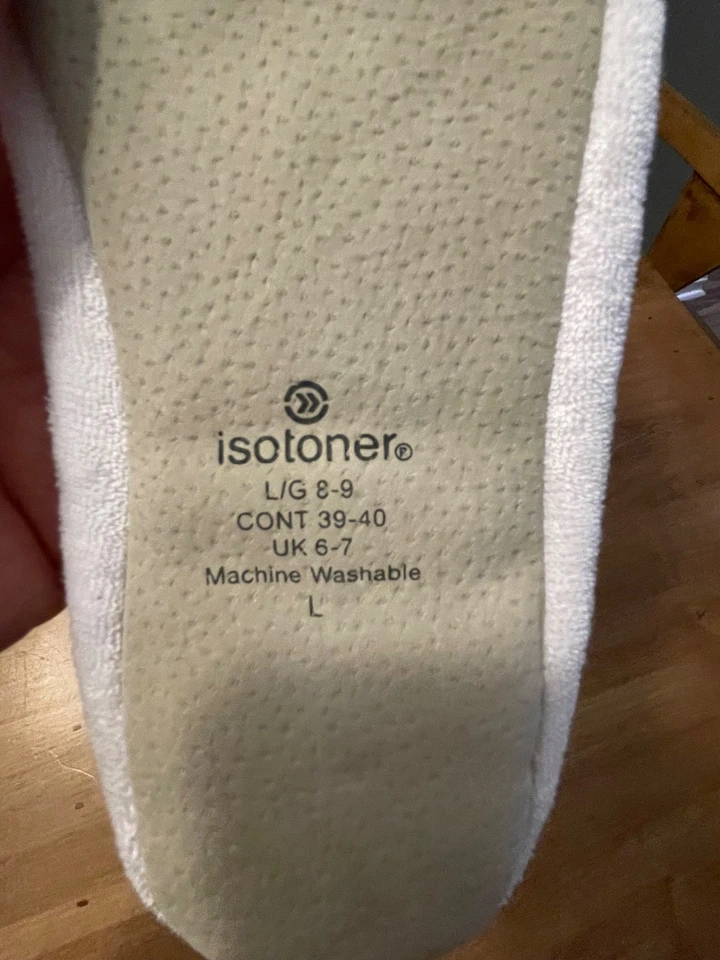 isotoner®
L/G 8-9
CONT 39-40
UK 6-7
Machine Washable
L